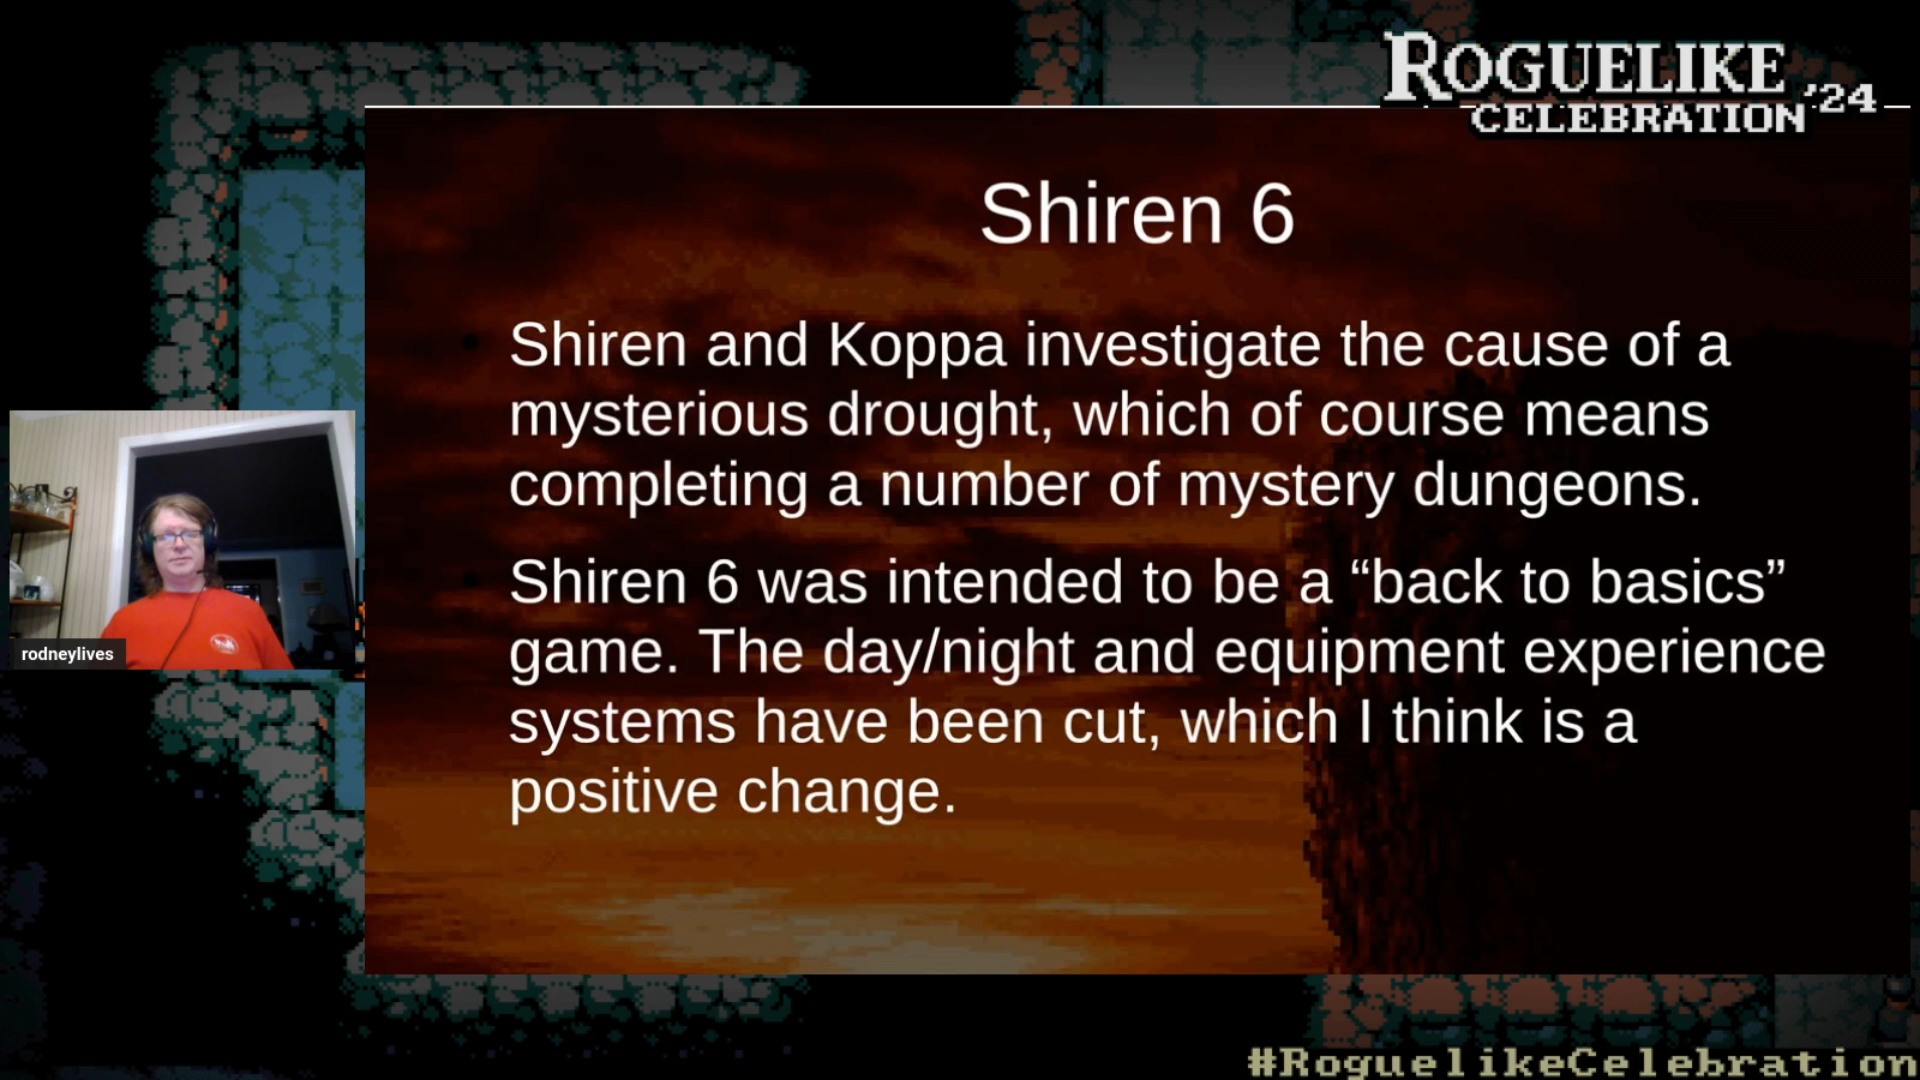 ROGUELIKE
CELEBRATION '24
Shiren 6
Shiren and Koppa investigate the cause of a
mysterious drought, which of course means
completing a number of mystery dungeons.
Shiren 6 was intended to be a “back to basics”
game. The day/night and equipment experience
systems have been cut, which I think is a
positive change.
rodneylives
#RoguelikeCelebration